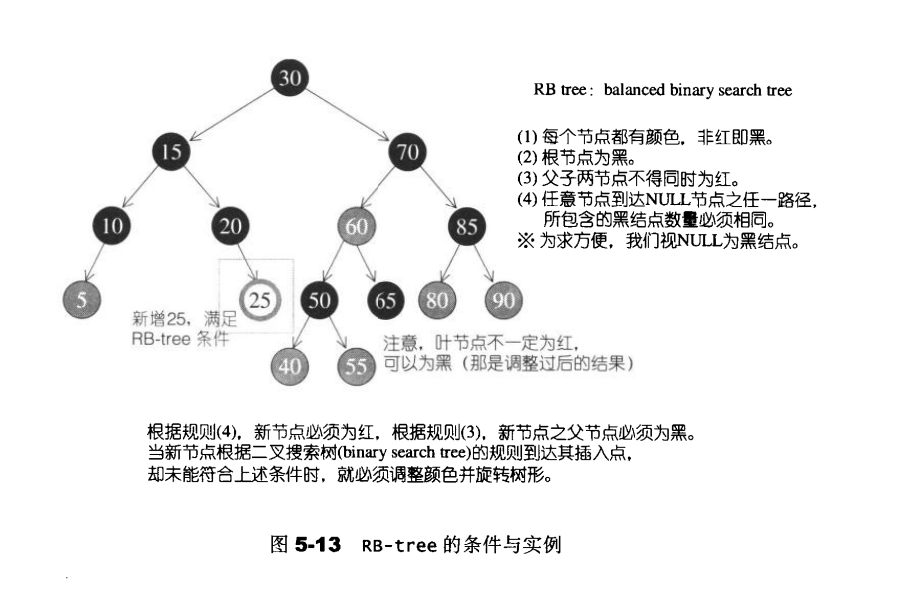 30
RB tree: balanced binary search tree
(1) 每个节点都有颜色，非红即黑。
15
70
(2) 根节点为黑。
(3) 父子两节点不得同时为红。
(4) 任意节点到达NULL节点之任一路径，
10
20
60
85
所包含的黑结点数量必须相同。
※ 为求方便，我们视NULL为黑结点。
5
25
50
65
80
90
新增25，满足
RB-tree 条件
注意，叶节点不一定为红，
40
55
可以为黑（那是调整过后的结果）
根据规则(4)，新节点必须为红，根据规则(3)，新节点之父节点必须为黑。
当新节点根据二叉搜索树(binary search tree)的规则到达其插入点，
却未能符合上述条件时，就必须调整颜色并旋转树形。
图 5-13 RB-tree 的条件与实例